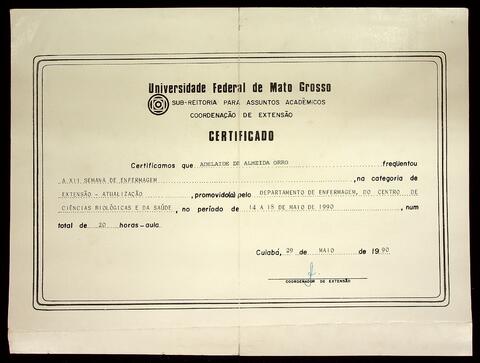 Universidade Federal de Mato Grosso
SUB-REITORIA PARA ASSUNTOS ACADÊMICOS
COORDENAÇÃO DE EXTENSÃO
CERTIFICADO
Certificamos que ADELAIDE DE ALMEIDA ORRO freqüentou
A XII SEMANA DE ENFERMAGEM ,na categoria de
EXTENSÃO - ATUALIZAÇÃO , promovido(a) pelo DEPARTAMENTO DE ENFERMAGEM, DO CENTRO DE
CIÊNCIAS BIOLÓGICAS E DA SAÚDE , no período de 14 A 18 DE MAIO DE 1990 , num
total de 20 horas-aula.
Cuiabá, 29 de MAIO de 1990
COORDENADOR DE EXTENSÃO